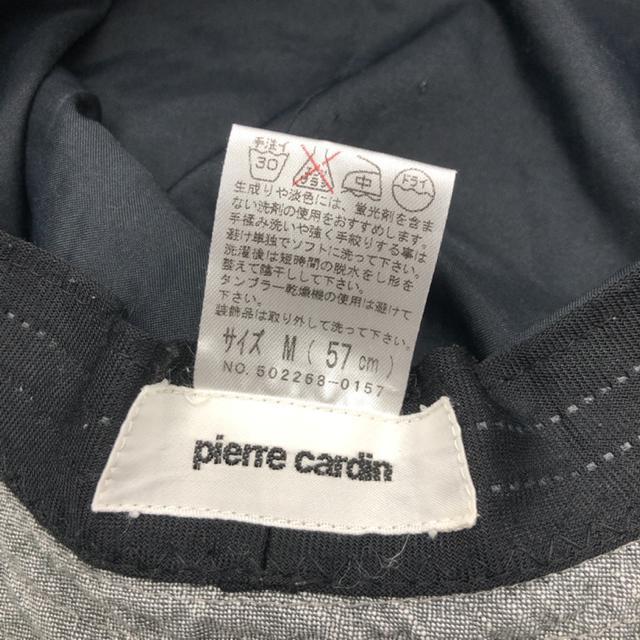 手洗イ
30
エンソ
サラシ
中
ドライ
生成りや淡色には、蛍光剤を含ま
ない洗剤の使用をおすすめします。
手揉み洗いや強く手絞りする事は
避け単独でソフトに洗って下さい。
洗濯後は短時間の脱水をし形を
整えて陰干しして下さい。
タンブラー乾燥機の使用は避けて
下さい。
装飾品は取り外して洗って下さい。
サイズ M ( 57 cm )
NO. 502263-0157
pierre cardin